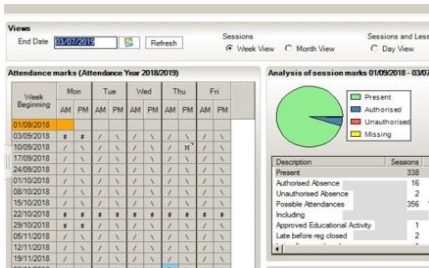 Views
End Date 03/07/2019 Refresh
Sessions
Week View Month View
Sessions and Less
Day View
Attendance marks (Attendance Year 2018/2019)
Week Beginning Mon Tue Wed Thu Fri
AM PM AM PM AM PM AM PM AM PM
01/09/2018
03/09/2018 # # / \ / \ / \ / \
10/09/2018 / \ / \ / \ / M / \
17/09/2018 / \ / \ / \ / \ / \
24/09/2018 / \ / \ / \ / \ / \
01/10/2018 / \ / \ / \ / \ / \
08/10/2018 / \ / \ / \ / \ / \
15/10/2018 / \ / \ / \ / \ / \
22/10/2018 # # # # # # # # # #
29/10/2018 # # / \ / \ / \ / \
05/11/2018 / \ / \ / \ / \ / \
12/11/2018 / \ / \ / \ / \ / \
19/11/2018 / \ / \ / \ / \ / \
Analysis of session marks 01/09/2018 - 03/07
Present
Authorised
Unauthorised
Missing
Description Sessions
Present 338
Authorised Absence 16
Unauthorised Absence 2
Possible Attendances 356
Including
Approved Educational Activity 1
Late before reg closed 2